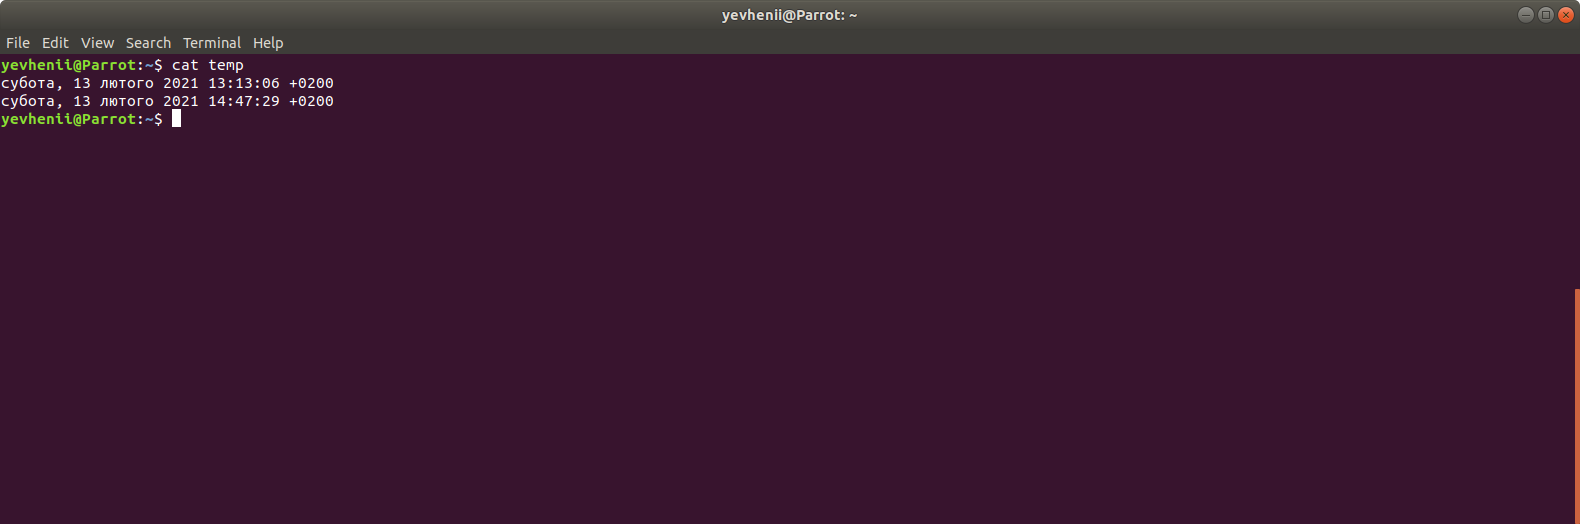 yevhenii@Parrot: ~
File Edit View Search Terminal Help
yevhenii@Parrot:~$ cat temp
субота, 13 лютого 2021 13:13:06 +0200
субота, 13 лютого 2021 14:47:29 +0200
yevhenii@Parrot:~$